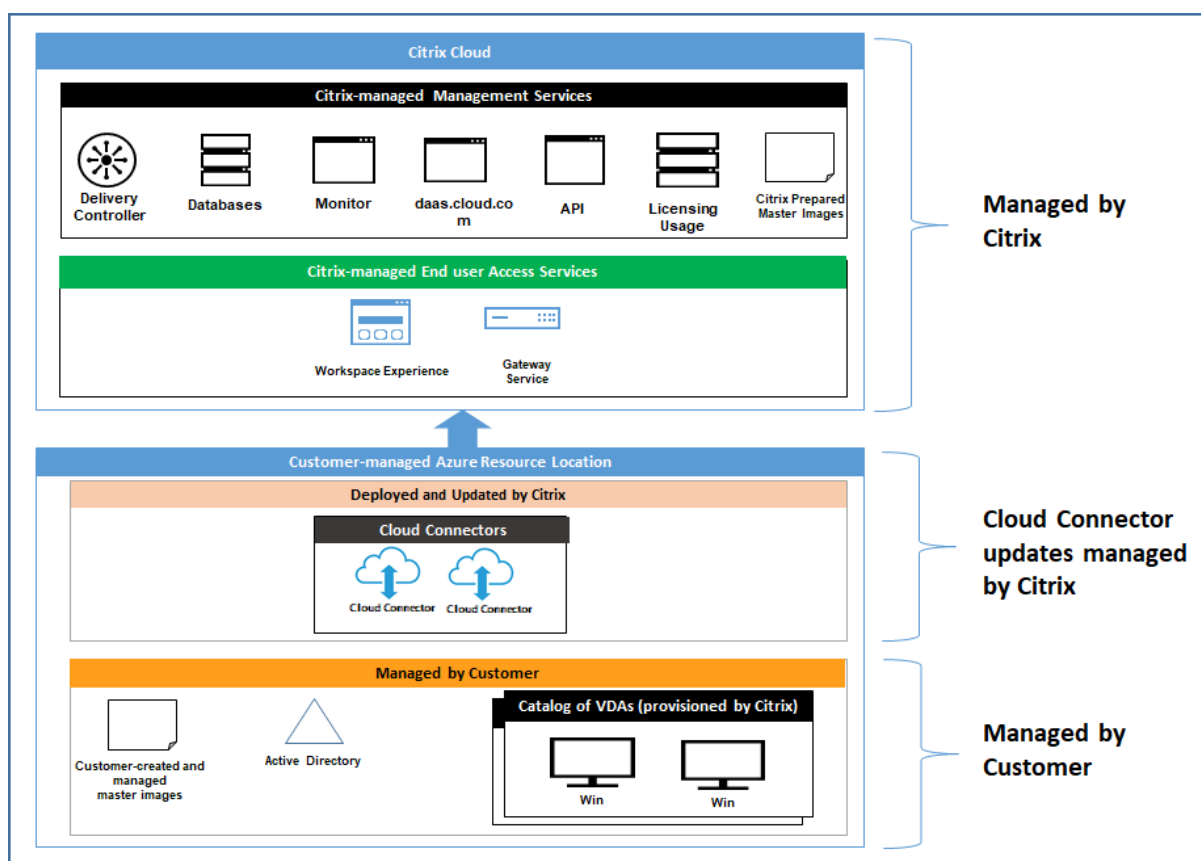 Citrix Cloud
Citrix-managed Management Services
Delivery
Controller
Databases
Monitor
daas.cloud.co
m
API
Licensing
Usage
Citrix Prepared
Master Images
Citrix-managed End user Access Services
Workspace Experience
Gateway
Service
Managed by
Citrix
Customer-managed Azure Resource Location
Deployed and Updated by Citrix
Cloud Connectors
Cloud Connector
Cloud Connector
Cloud Connector
updates managed
by Citrix
Managed by Customer
Customer-created and
managed
master images
Active Directory
Catalog of VDAs (provisioned by Citrix)
Win
Win
Managed by
Customer